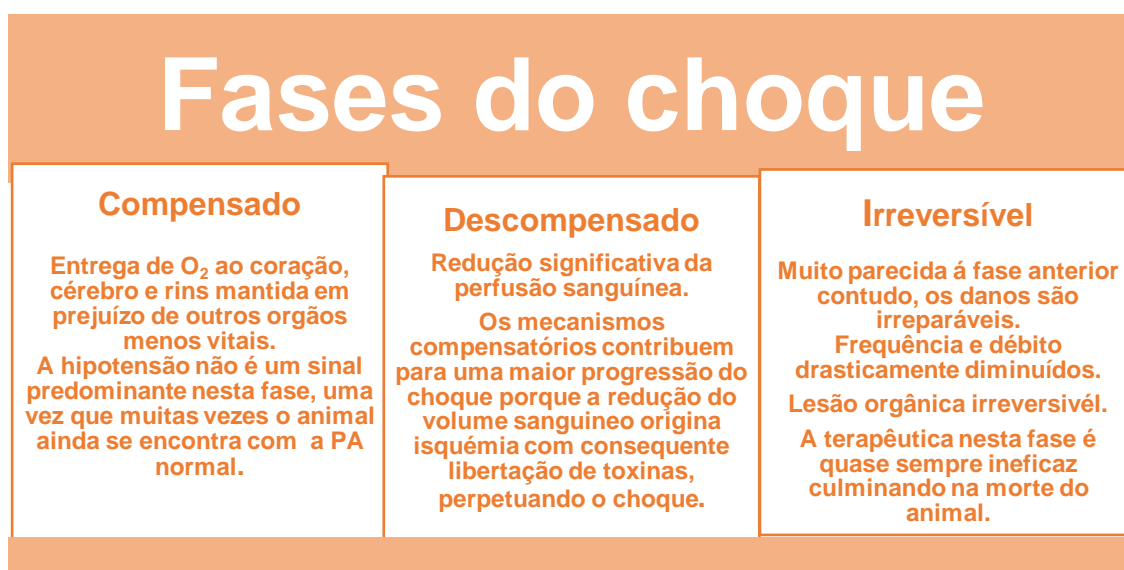 Fases do choque
Compensado
Entrega de O₂ ao coração,
cérebro e rins mantida em
prejuízo de outros orgãos
menos vitais.
A hipotensão não é um sinal
predominante nesta fase, uma
vez que muitas vezes o animal
ainda se encontra com a PA
normal.
Descompensado
Redução significativa da
perfusão sanguínea.
Os mecanismos
compensatórios contribuem
para uma maior progressão do
choque porque a redução do
volume sanguineo origina
isquémia com consequente
libertação de toxinas,
perpetuando o choque.
Irreversível
Muito parecida á fase anterior
contudo, os danos são
irreparáveis.
Frequência e débito
drasticamente diminuídos.
Lesão orgânica irreversivél.
A terapêutica nesta fase é
quase sempre ineficaz
culminando na morte do
animal.